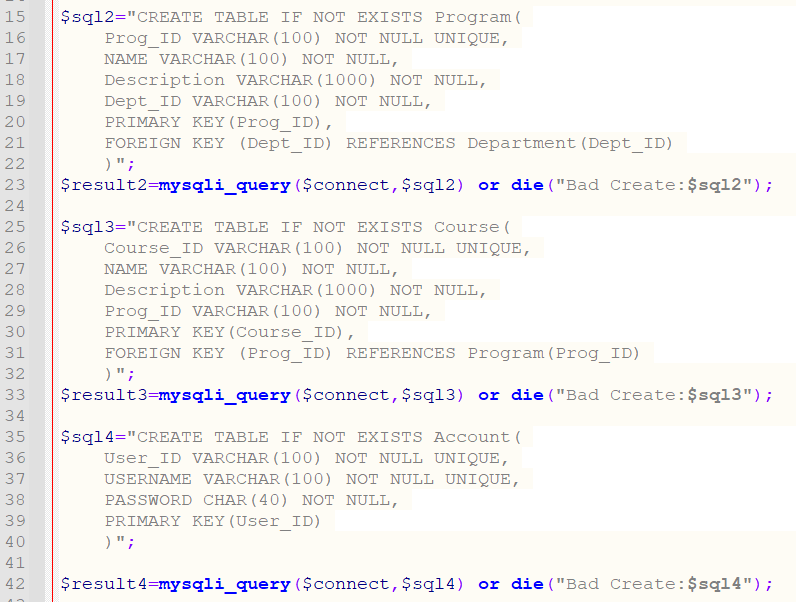 15 $sql2="CREATE TABLE IF NOT EXISTS Program(
16 Prog_ID VARCHAR(100) NOT NULL UNIQUE,
17 NAME VARCHAR(100) NOT NULL,
18 Description VARCHAR(1000) NOT NULL,
19 Dept_ID VARCHAR(100) NOT NULL,
20 PRIMARY KEY(Prog_ID),
21 FOREIGN KEY (Dept_ID) REFERENCES Department(Dept_ID)
22 )";
23 $result2=mysqli_query($connect,$sql2) or die("Bad Create:$sql2");
24
25 $sql3="CREATE TABLE IF NOT EXISTS Course(
26 Course_ID VARCHAR(100) NOT NULL UNIQUE,
27 NAME VARCHAR(100) NOT NULL,
28 Description VARCHAR(1000) NOT NULL,
29 Prog_ID VARCHAR(100) NOT NULL,
30 PRIMARY KEY(Course_ID),
31 FOREIGN KEY (Prog_ID) REFERENCES Program(Prog_ID)
32 )";
33 $result3=mysqli_query($connect,$sql3) or die("Bad Create:$sql3");
34
35 $sql4="CREATE TABLE IF NOT EXISTS Account(
36 User_ID VARCHAR(100) NOT NULL UNIQUE,
37 USERNAME VARCHAR(100) NOT NULL UNIQUE,
38 PASSWORD CHAR(40) NOT NULL,
39 PRIMARY KEY(User_ID)
40 )";
41
42 $result4=mysqli_query($connect,$sql4) or die("Bad Create:$sql4");